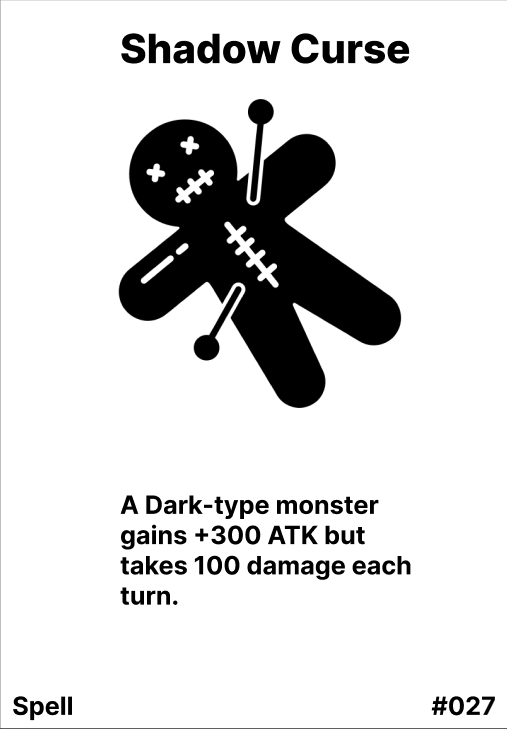 Shadow Curse
A Dark-type monster
gains +300 ATK but
takes 100 damage each
turn.
Spell
#027